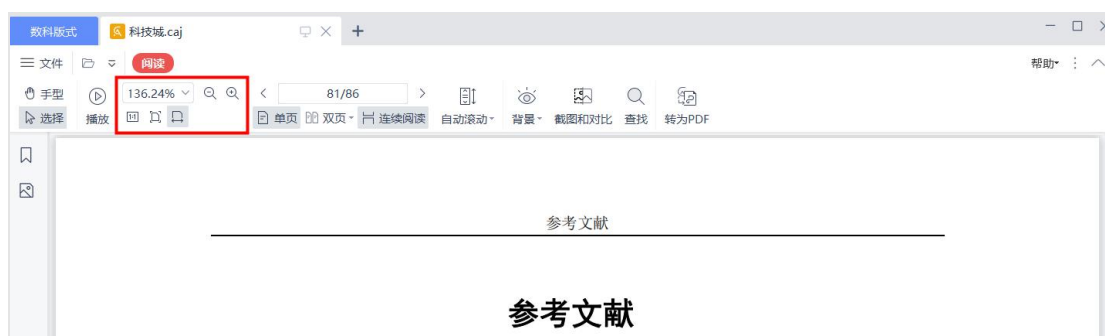 数科版式 科技城.caj
文件 阅读 帮助
手型 136.24% 81/86
选择 播放 单页 双页 连续阅读 自动滚动 背景 截图和对比 查找 转为PDF
参考文献
参考文献